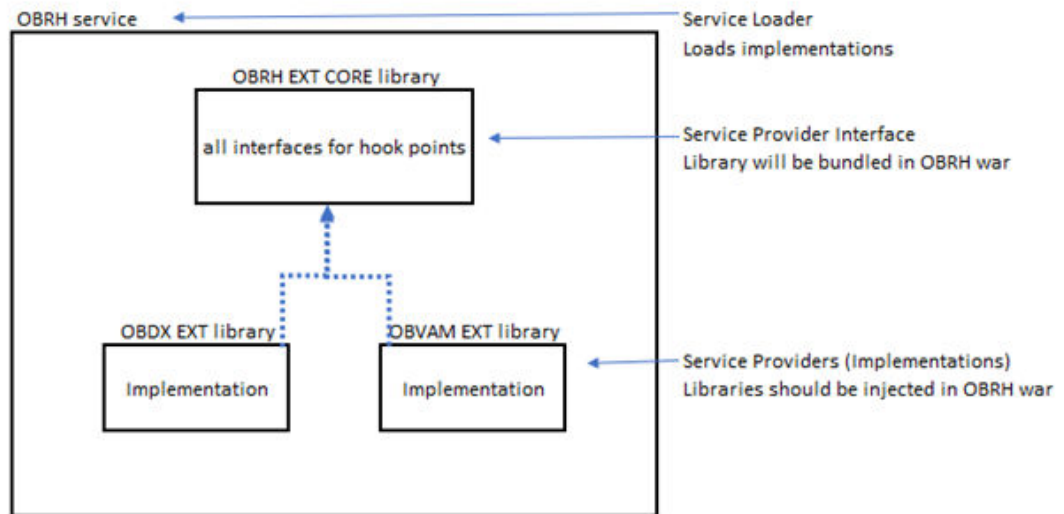 OBRH service
Service Loader
Loads implementations
OBRH EXT CORE library
all interfaces for hook points
Service Provider Interface
Library will be bundled in OBRH war
OBDX EXT library
OBVAM EXT library
Implementation
Implementation
Service Providers (Implementations)
Libraries should be injected in OBRH war